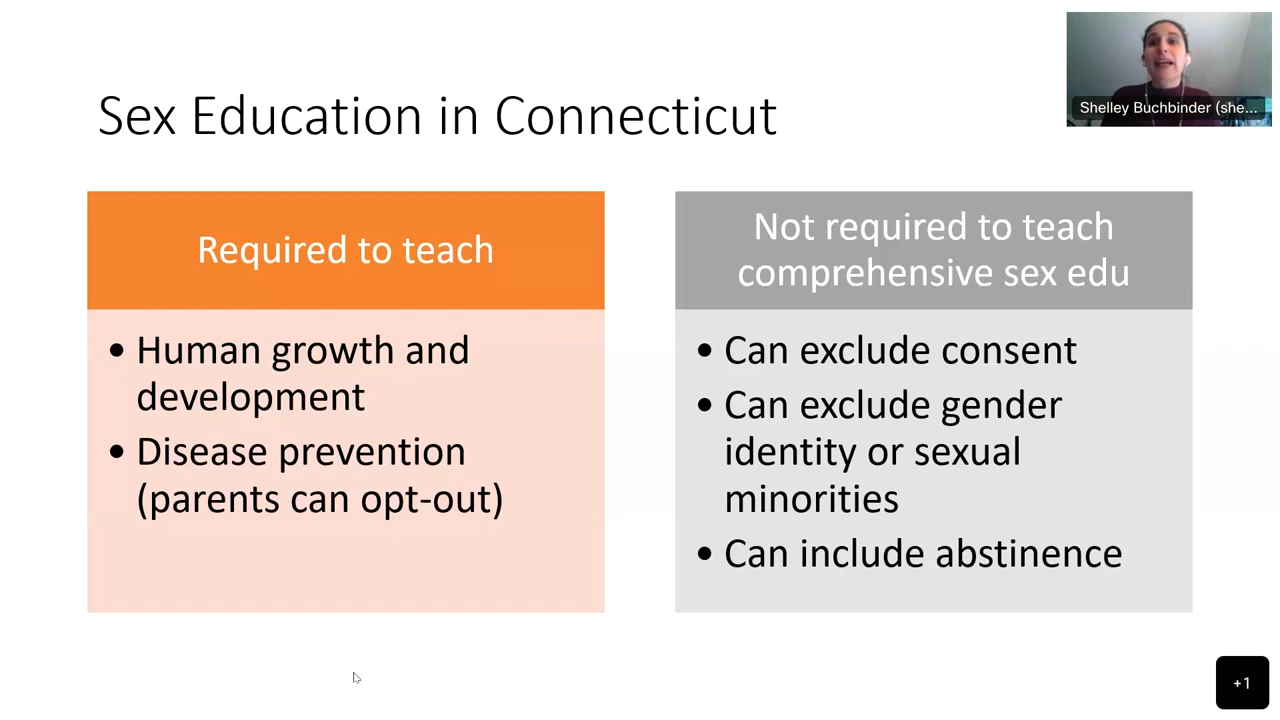 Sex Education in Connecticut
Shelley Buchbinder (she...
Required to teach
• Human growth and
development
• Disease prevention
(parents can opt-out)
Not required to teach
comprehensive sex edu
• Can exclude consent
• Can exclude gender
identity or sexual
minorities
• Can include abstinence
+1